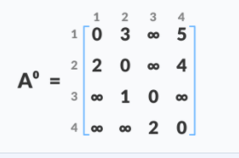 1 2 3 4
1 0 3 ∞ 5
2 2 0 ∞ 4
A⁰ =
3 ∞ 1 0 ∞
4 ∞ ∞ 2 0